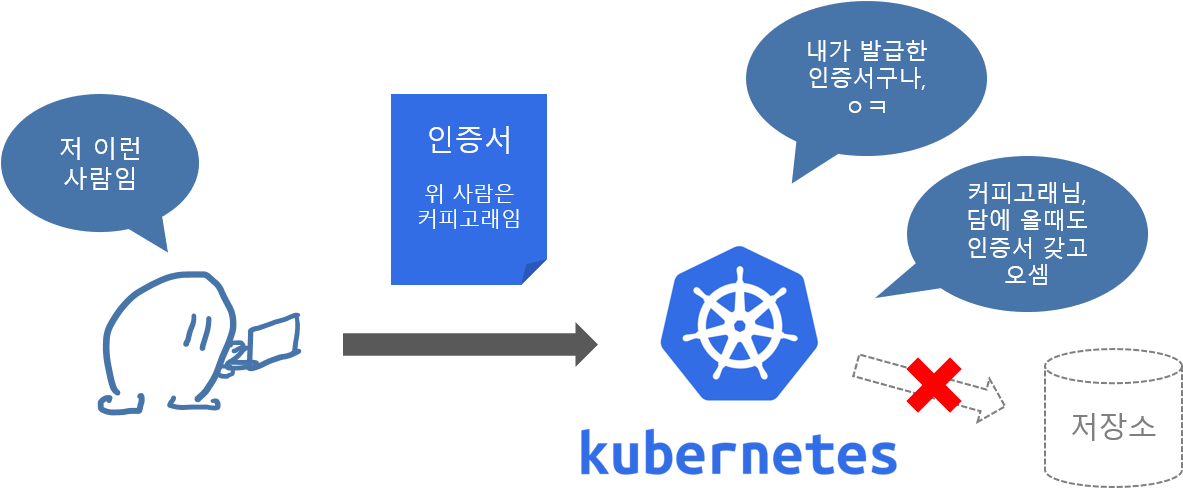 저 이런
사람임
인증서
위 사람은
커피고래임
내가 발급한
인증서구나,
ㅇㅋ
커피고래님,
담에 올때도
인증서 갖고
오셈
저장소
kubernetes